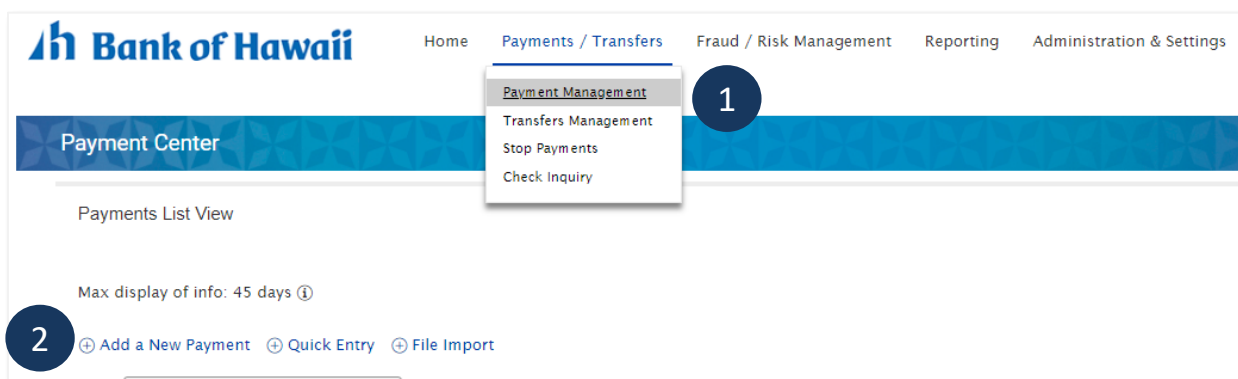 Bank of Hawaii
Home Payments / Transfers Fraud / Risk Management Reporting Administration & Settings
Payment Management
1
Transfers Management
Stop Payments
Check Inquiry
Payment Center
Payments List View
Max display of info: 45 days
2
Add a New Payment Quick Entry File Import